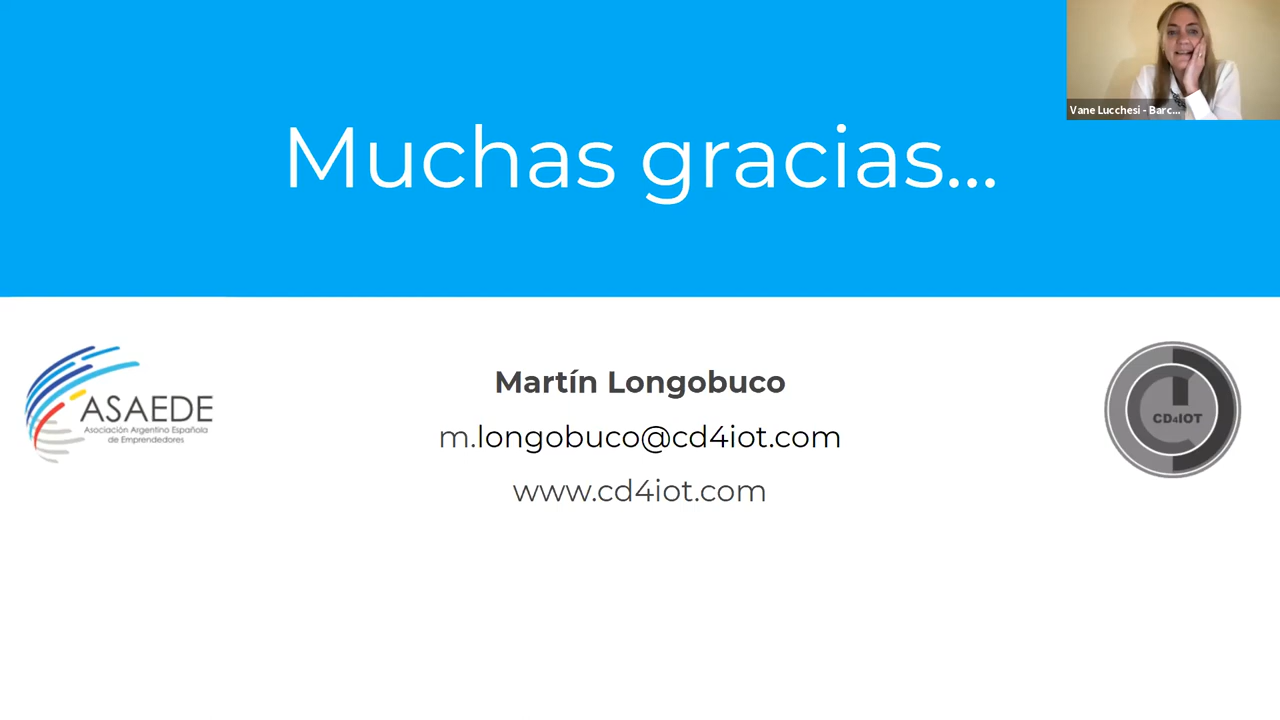 Vane Lucchesi - Barc...
Muchas gracias...
Martín Longobuco
m.longobuco@cd4iot.com
www.cd4iot.com
ASAEDE
Asociación Argentino Española
de Emprendedores
CD4IOT